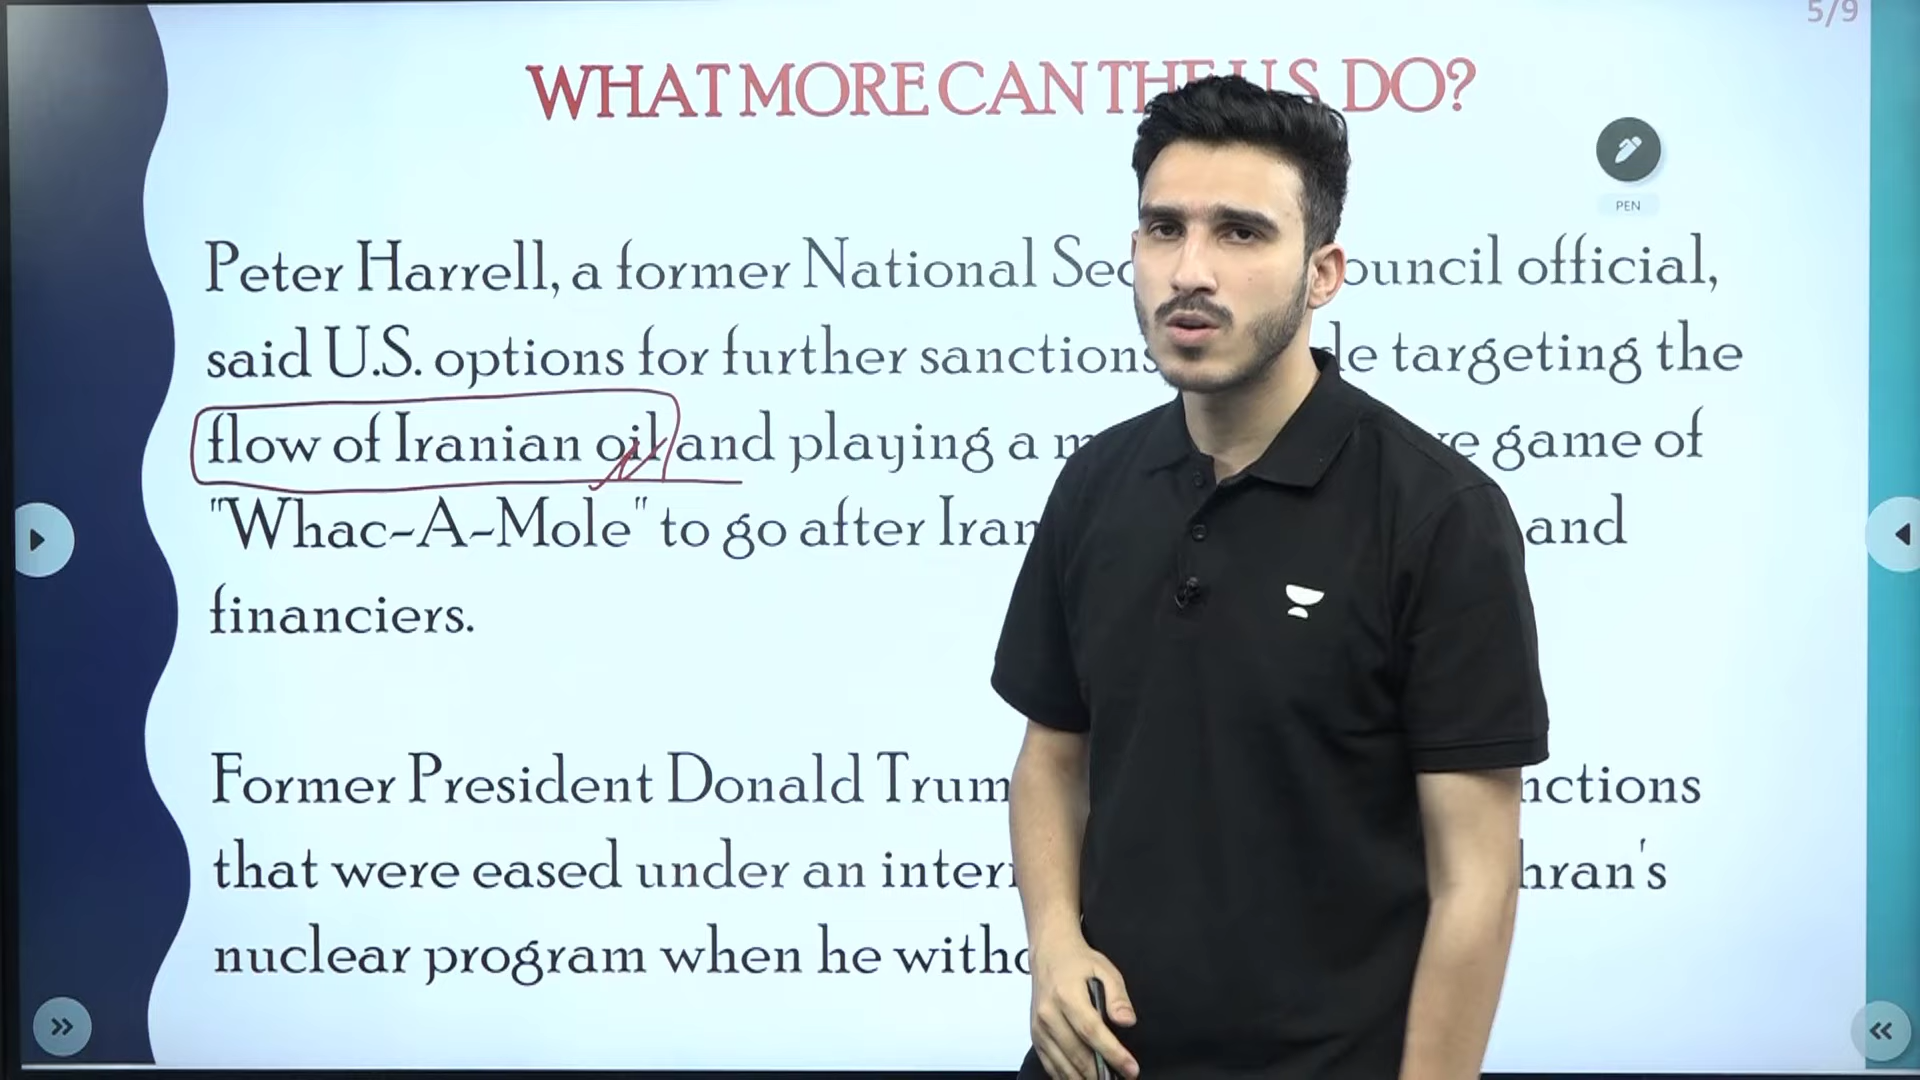 5/9
WHAT MORE CAN THE U.S. DO?
PEN
Peter Harrell, a former National Sec ouncil official,
said U.S. options for further sanctions de targeting the
flow of Iranian oil and playing a m ve game of
"Whac-A-Mole" to go after Iran and
financiers.
Former President Donald Trum nctions
that were eased under an inter hran's
nuclear program when he withd